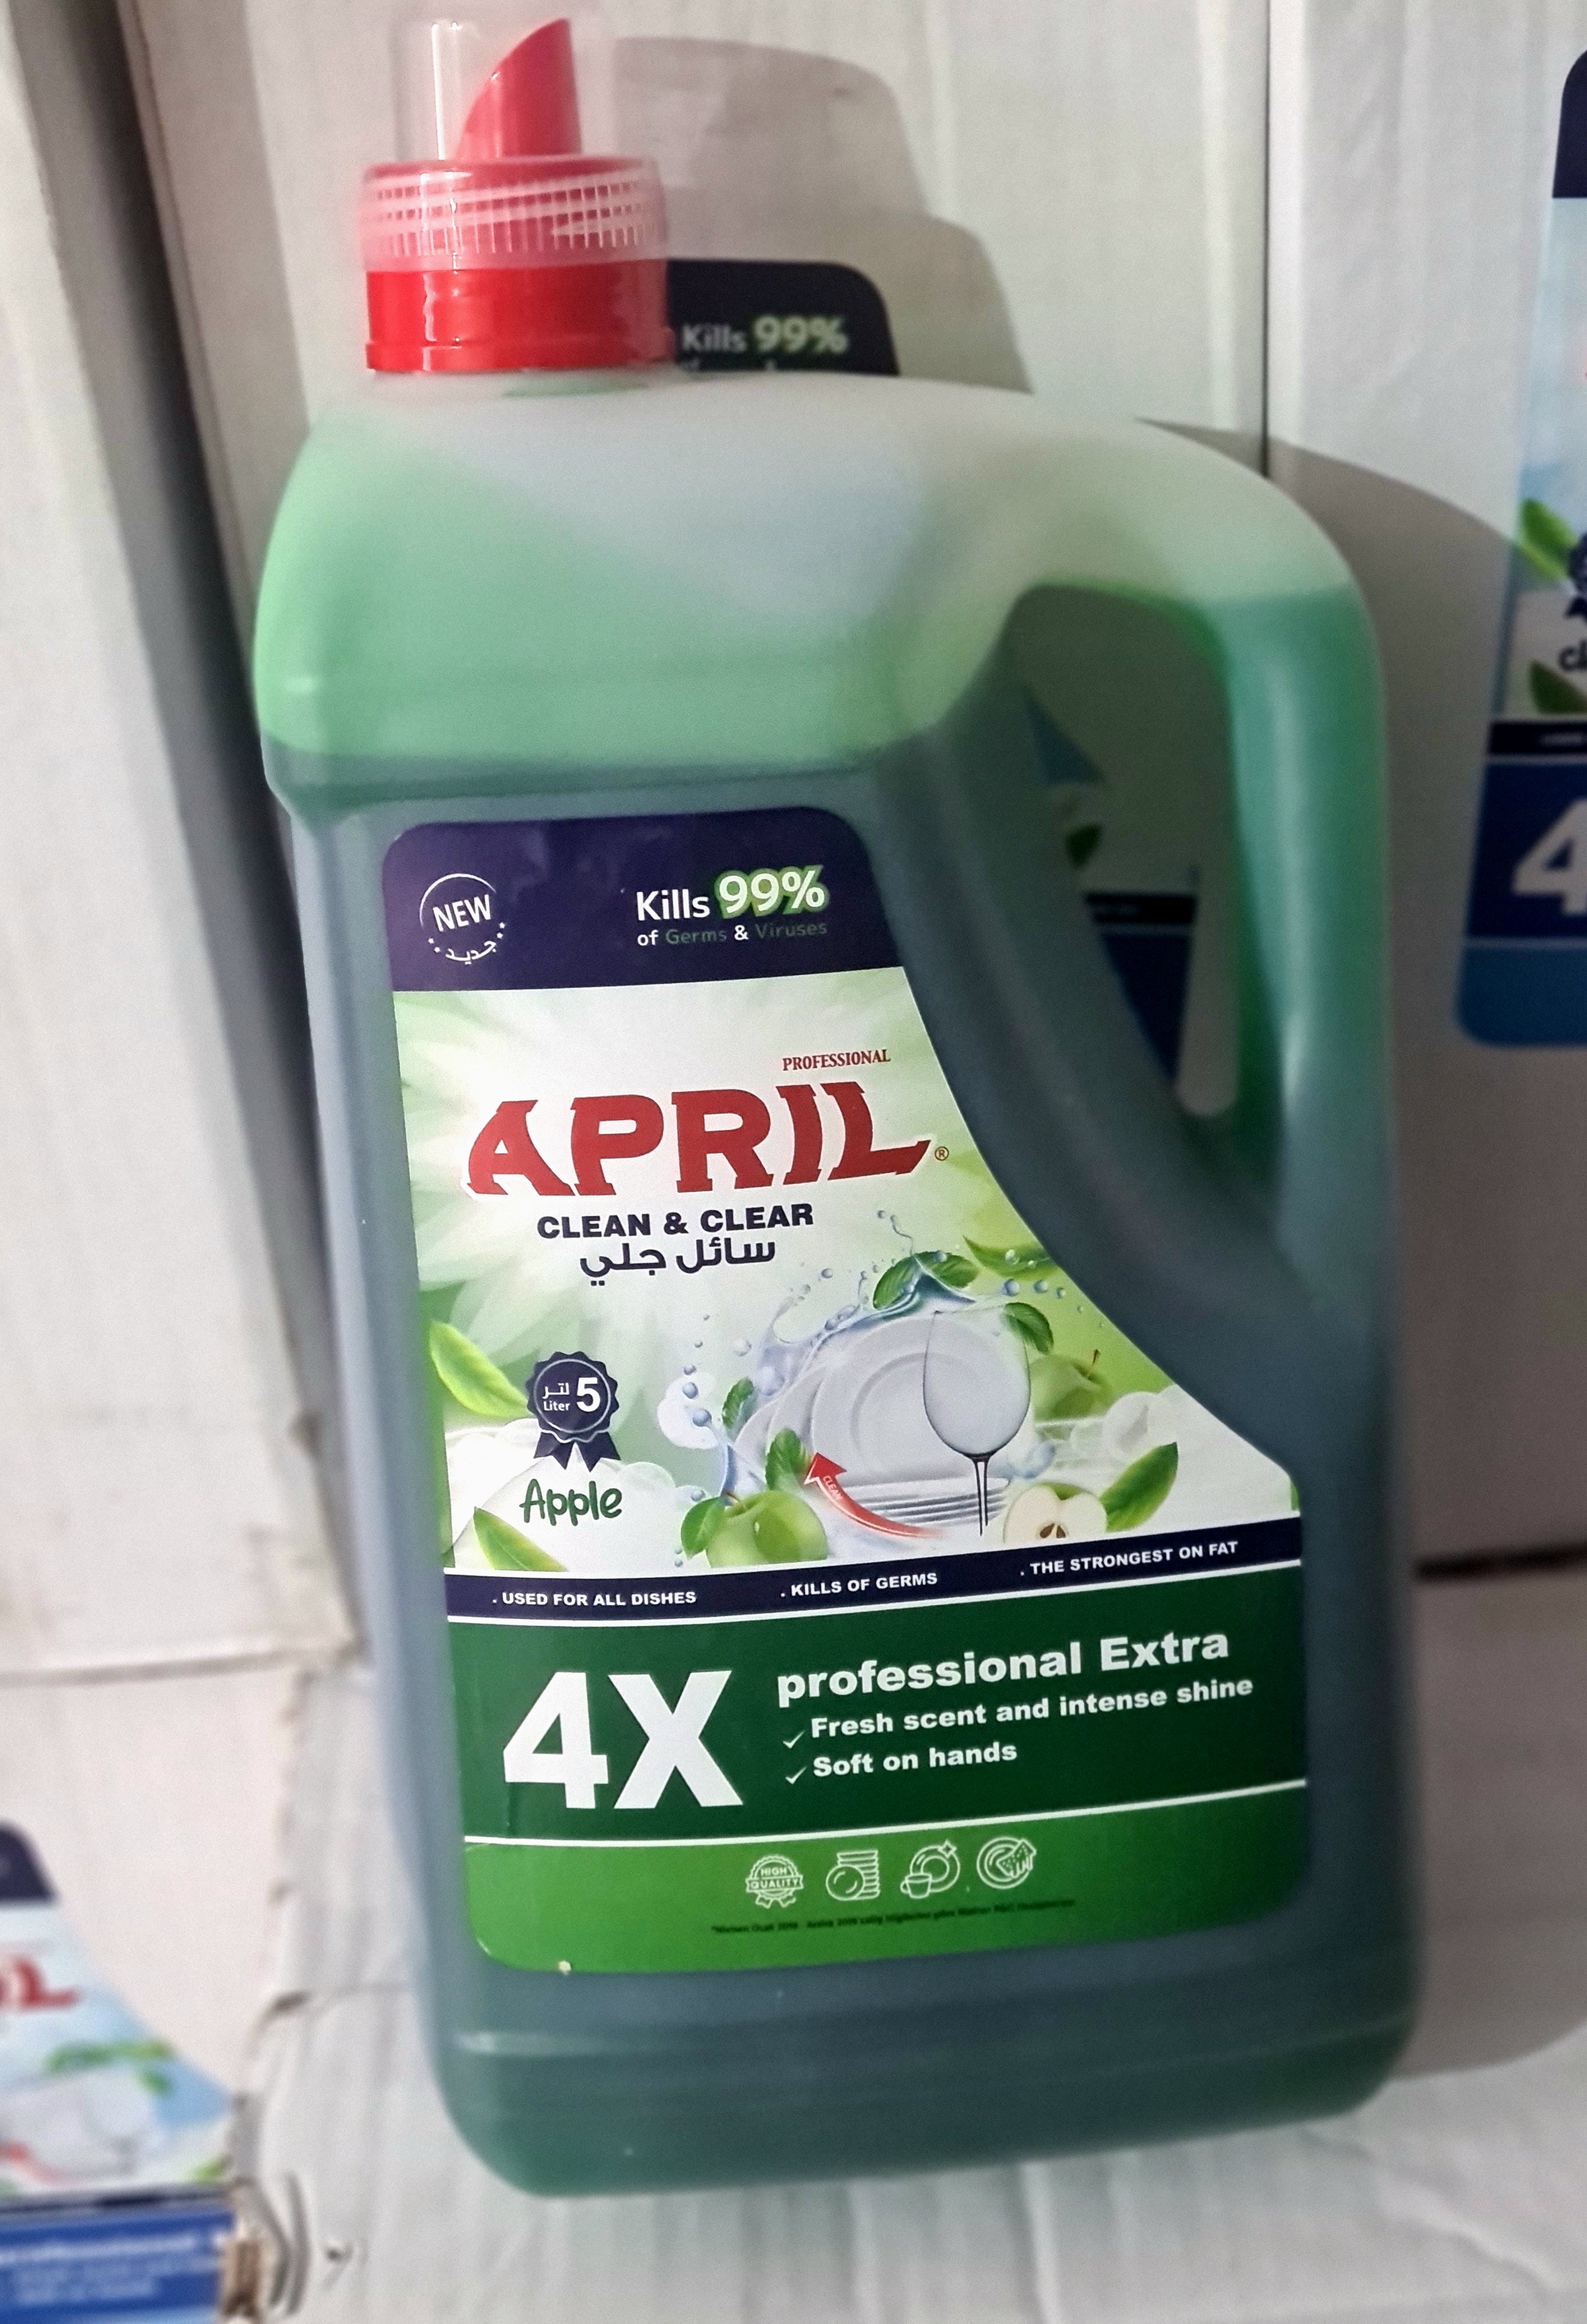 Kills 99%
NEW
جديد
Kills 99%
of Germs & Viruses
PROFESSIONAL
APRIL®
CLEAN & CLEAR
سائل جلي
لتر 5
Liter
Apple
CLEAN
. USED FOR ALL DISHES
. KILLS OF GERMS
. THE STRONGEST ON FAT
4X
professional Extra
Fresh scent and intense shine
Soft on hands
HIGH
QUALITY
4